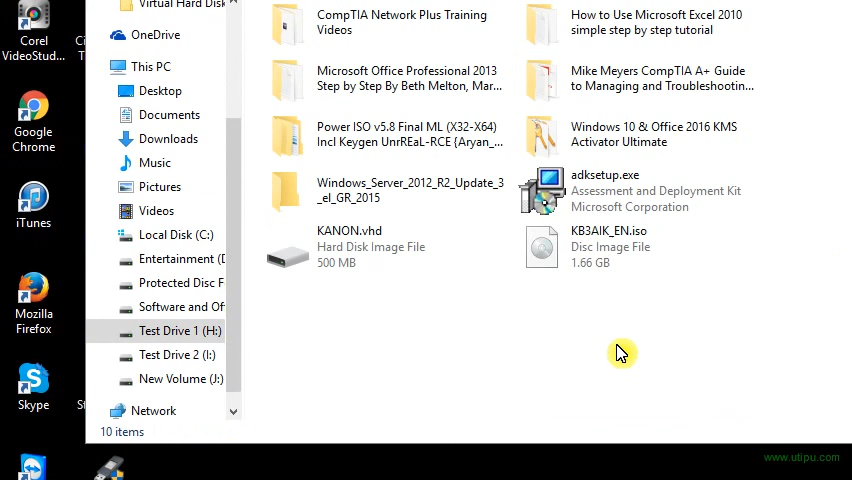 Corel
VideoStud...
Ci
T
Google
Chrome
iTunes
Mozilla
Firefox
Skype
St
Virtual Hard Disk
OneDrive
This PC
Desktop
Documents
Downloads
Music
Pictures
Videos
Local Disk (C:)
Entertainment (D
Protected Disc F
Software and Of
Test Drive 1 (H:)
Test Drive 2 (I:)
New Volume (J:)
Network
CompTIA Network Plus Training
Videos
How to Use Microsoft Excel 2010
simple step by step tutorial
Microsoft Office Professional 2013
Step by Step By Beth Melton, Mar...
Mike Meyers CompTIA A+ Guide
to Managing and Troubleshootin...
Power ISO v5.8 Final ML (X32-X64)
Incl Keygen UnrREaL-RCE {Aryan_...
Windows 10 & Office 2016 KMS
Activator Ultimate
Windows_Server_2012_R2_Update_3
_el_GR_2015
adksetup.exe
Assessment and Deployment Kit
Microsoft Corporation
KANON.vhd
Hard Disk Image File
500 MB
KB3AIK_EN.iso
Disc Image File
1.66 GB
10 items
www.utipu.com